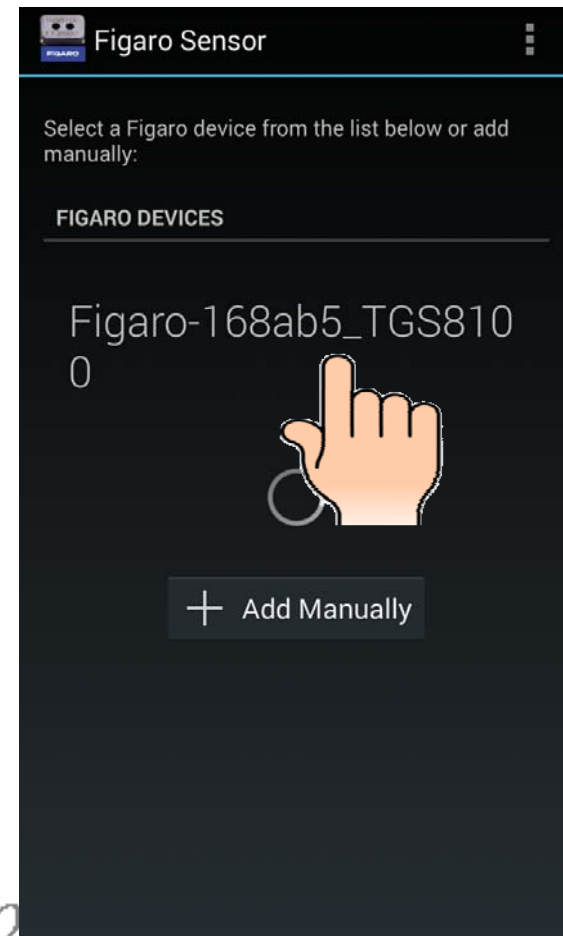 FIGARO
Figaro Sensor
Select a Figaro device from the list below or add
manually:
FIGARO DEVICES
Figaro-168ab5_TGS810
0
Add Manually